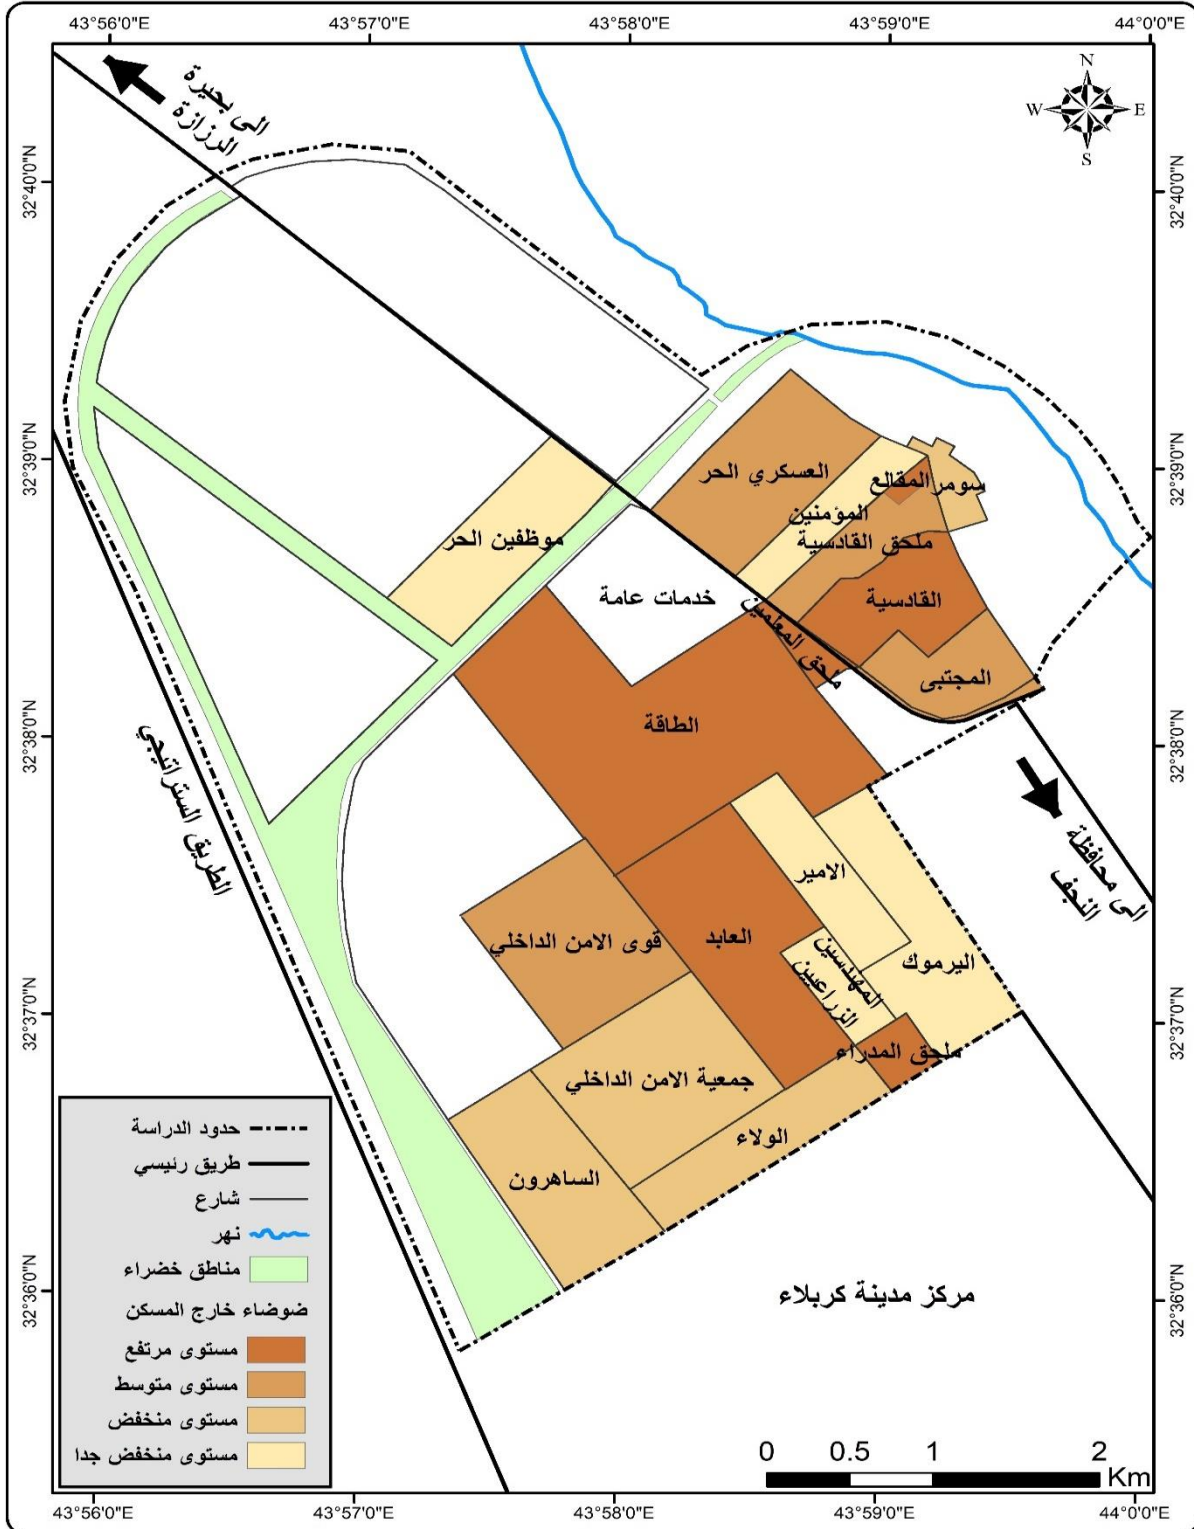 43°56'0"E
43°57'0"E
43°58'0"E
43°59'0"E
44°0'0"E
N
W
E
S
الى بحيرة
الرزازة
32°40'0"N
32°40'0"N
32°39'0"N
32°39'0"N
العسكري الحر
المقالع
سومر
المؤمنين
موظفين الحر
ملحق القادسية
خدمات عامة
القادسية
ملحق المعلمين
المجتبى
الطاقة
32°38'0"N
32°38'0"N
الطريق الستراتيجي
الى محافظة
النجف
الامير
العابد
قوى الامن الداخلي
اليرموك
المهندسين
الزراعيين
32°37'0"N
32°37'0"N
ملحق المدراء
جمعية الامن الداخلي
الولاء
الساهرون
32°36'0"N
32°36'0"N
مركز مدينة كربلاء
حدود الدراسة
طريق رئيسي
شارع
نهر
مناطق خضراء
ضوضاء خارج المسكن
مستوى مرتفع
مستوى متوسط
مستوى منخفض
مستوى منخفض جدا
0 0.5 1 2
Km
43°56'0"E
43°57'0"E
43°58'0"E
43°59'0"E
44°0'0"E